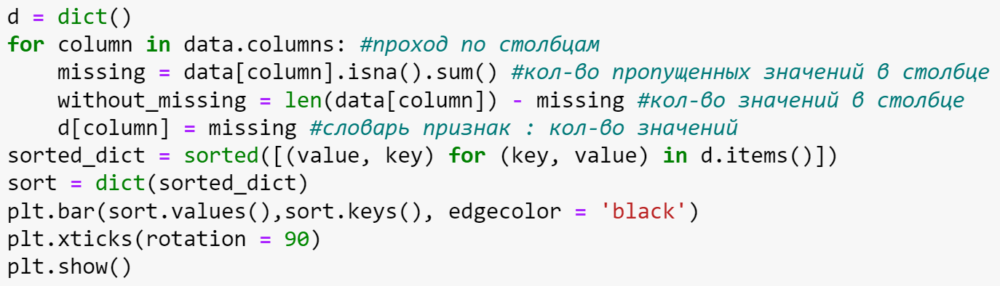 d = dict()
for column in data.columns: #проход по столбцам
    missing = data[column].isna().sum() #кол-во пропущенных значений в столбце
    without_missing = len(data[column]) - missing #кол-во значений в столбце
    d[column] = missing #словарь признак : кол-во значений
sorted_dict = sorted([(value, key) for (key, value) in d.items()])
sort = dict(sorted_dict)
plt.bar(sort.values(),sort.keys(), edgecolor = 'black')
plt.xticks(rotation = 90)
plt.show()